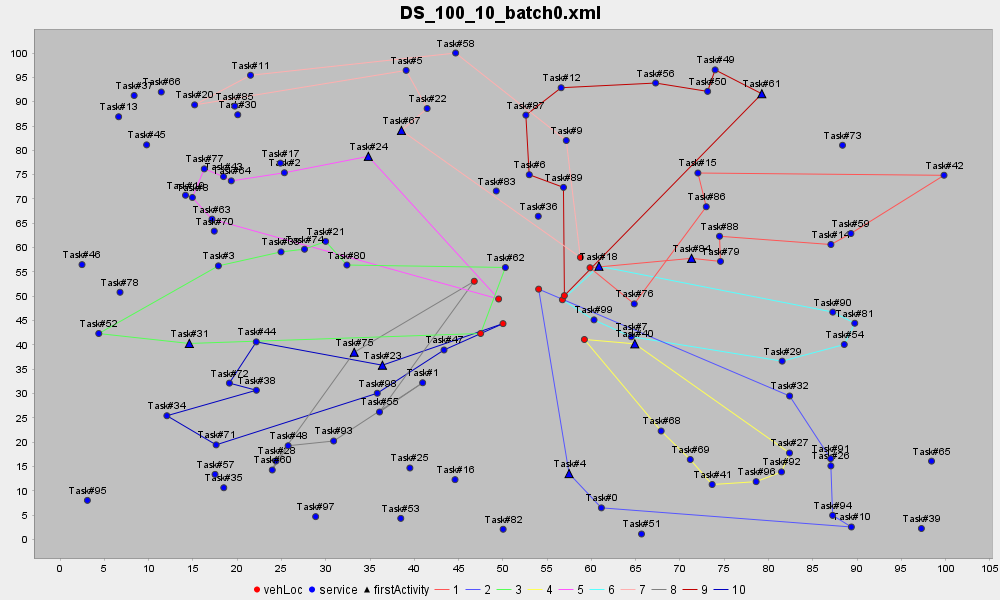 DS_100_10_batch0.xml
100
95
90
85
80
75
70
65
60
55
50
45
40
35
30
25
20
15
10
5
0
Task#58
Task#49
Task#5
Task#11
Task#12
Task#56
Task#50
Task#61
Task#66
Task#37
Task#20
Task#85
Task#30
Task#13
Task#22
Task#87
Task#67
Task#9
Task#45
Task#73
Task#24
Task#17
Task#2
Task#77
Task#43
Task#64
Task#6
Task#89
Task#15
Task#42
Task#83
Task#8
Task#63
Task#70
Task#36
Task#86
Task#88
Task#59
Task#14
Task#21
Task#74
Task#33
Task#3
Task#80
Task#62
Task#46
Task#18
Task#84
Task#79
Task#78
Task#76
Task#90
Task#81
Task#99
Task#52
Task#31
Task#44
Task#7
Task#40
Task#54
Task#47
Task#75
Task#23
Task#29
Task#72
Task#38
Task#1
Task#98
Task#32
Task#34
Task#55
Task#71
Task#48
Task#93
Task#68
Task#28
Task#60
Task#27
Task#91
Task#26
Task#57
Task#35
Task#25
Task#16
Task#4
Task#69
Task#92
Task#96
Task#41
Task#65
Task#95
Task#0
Task#97
Task#53
Task#82
Task#51
Task#94
Task#10
Task#39
0 5 10 15 20 25 30 35 40 45 50 55 60 65 70 75 80 85 90 95 100 105
vehLoc service firstActivity 1 2 3 4 5 6 7 8 9 10